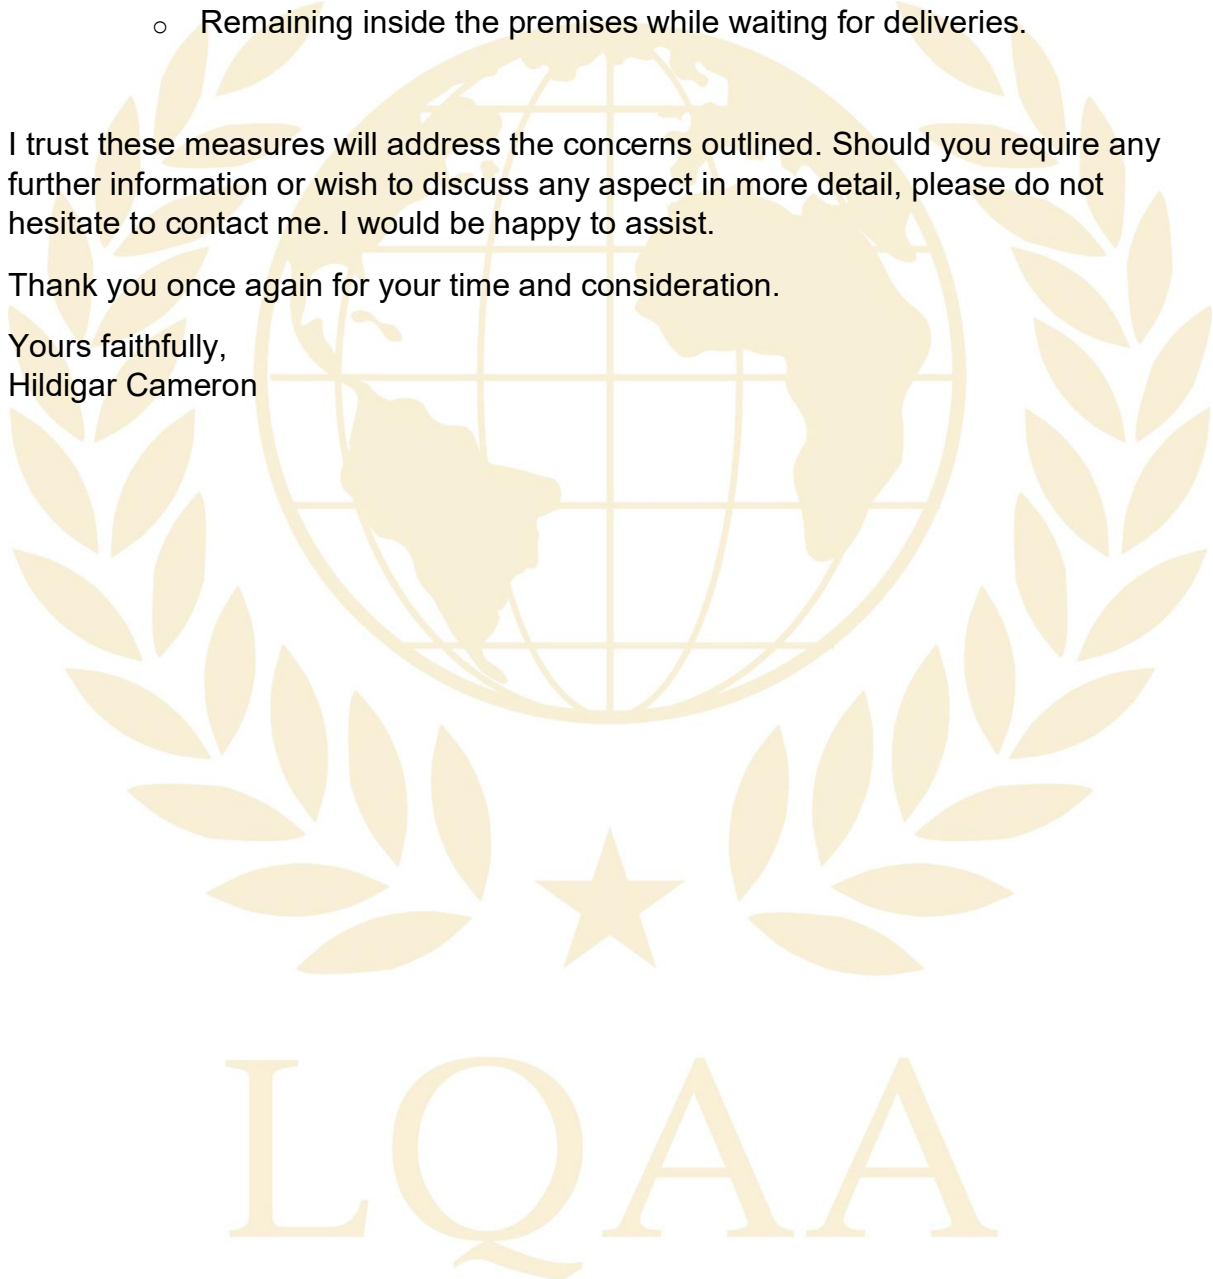 ○ Remaining inside the premises while waiting for deliveries.
I trust these measures will address the concerns outlined. Should you require any
further information or wish to discuss any aspect in more detail, please do not
hesitate to contact me. I would be happy to assist.
Thank you once again for your time and consideration.
Yours faithfully,
Hildigar Cameron
LQAA